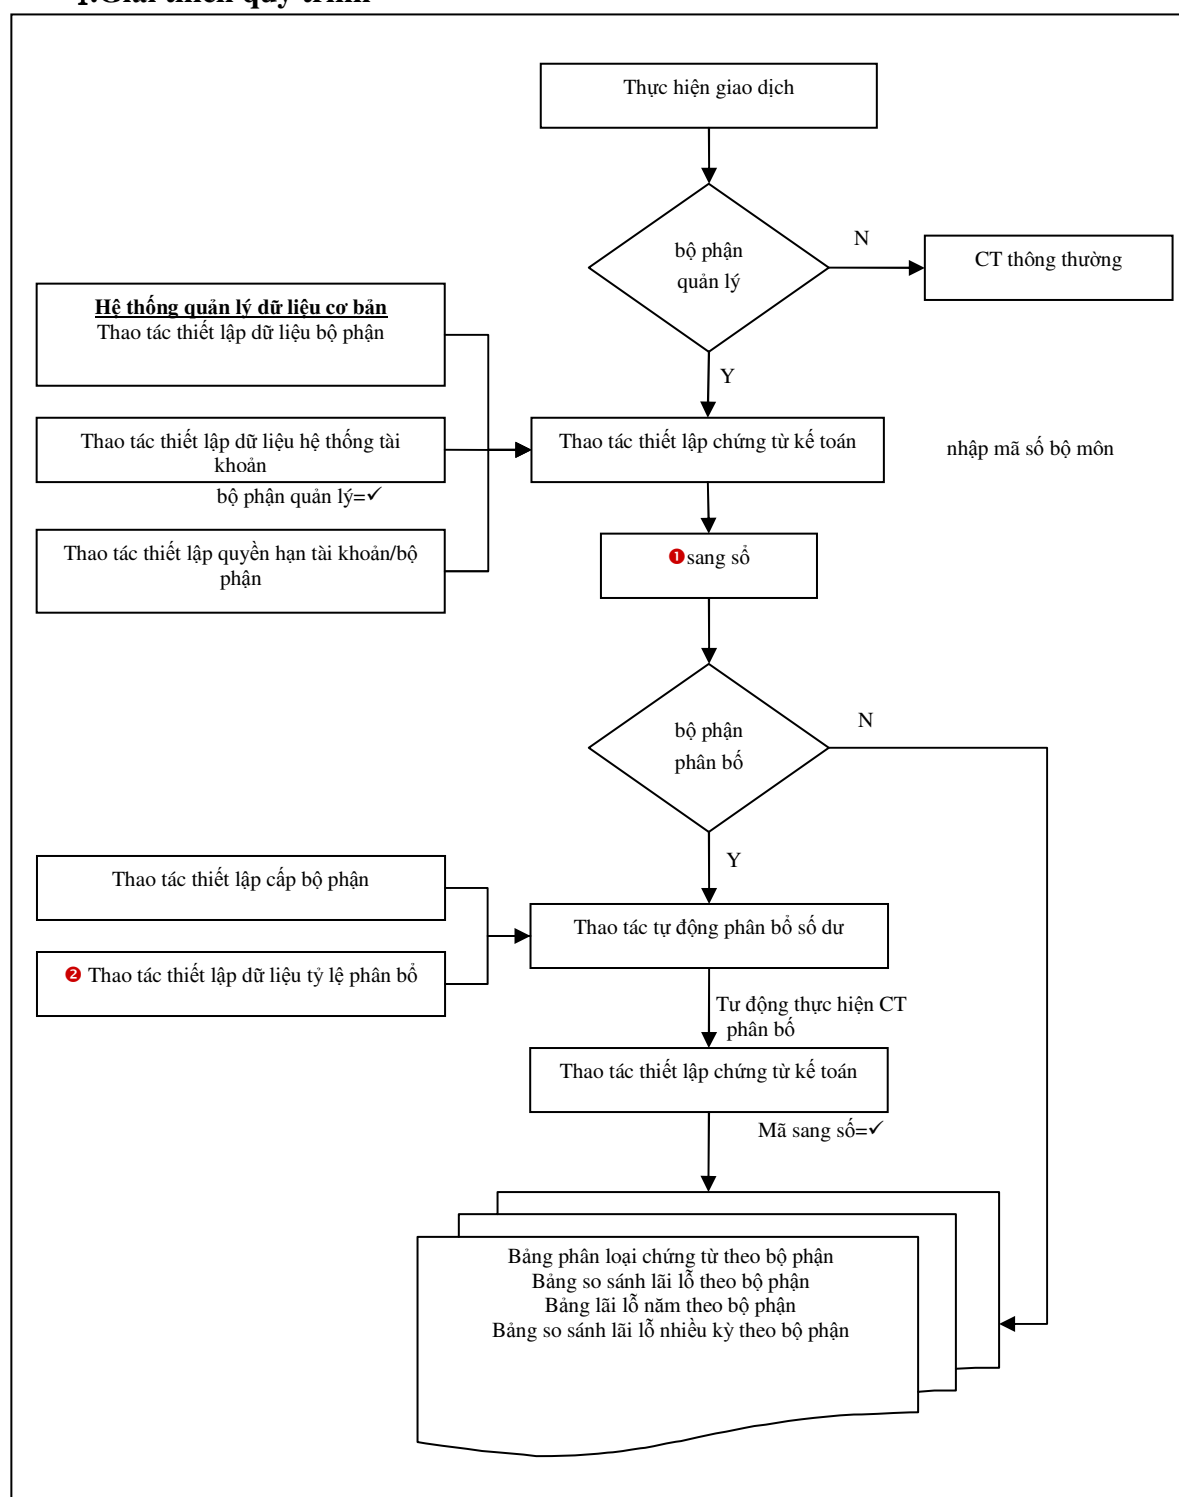 Thực hiện giao dịch
bộ phận
quản lý
N
CT thông thường
Hệ thống quản lý dữ liệu cơ bản
Thao tác thiết lập dữ liệu bộ phận
Y
Thao tác thiết lập dữ liệu hệ thống tài
khoản
bộ phận quản lý=✓
Thao tác thiết lập chứng từ kế toán
nhập mã số bộ môn
Thao tác thiết lập quyền hạn tài khoản/bộ
phận
❶sang sổ
bộ phận
phân bố
N
Y
Thao tác thiết lập cấp bộ phận
❷ Thao tác thiết lập dữ liệu tỷ lệ phân bổ
Thao tác tự động phân bổ số dư
Tư động thực hiện CT
phân bố
Thao tác thiết lập chứng từ kế toán
Mã sang số=✓
Bảng phân loại chứng từ theo bộ phận
Bảng so sánh lãi lỗ theo bộ phận
Bảng lãi lỗ năm theo bộ phận
Bảng so sánh lãi lỗ nhiều kỳ theo bộ phận